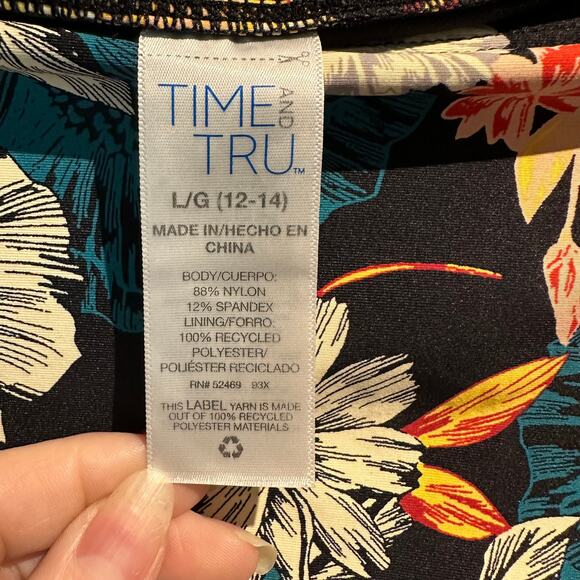 TIME AND
TRU™
L/G (12-14)
MADE IN/HECHO EN
CHINA
BODY/CUERPO:
88% NYLON
12% SPANDEX
LINING/FORRO:
100% RECYCLED
POLYESTER/
POLIÉSTER RECICLADO
RN# 52469 93X
THIS LABEL YARN IS MADE
OUT OF 100% RECYCLED
POLYESTER MATERIALS